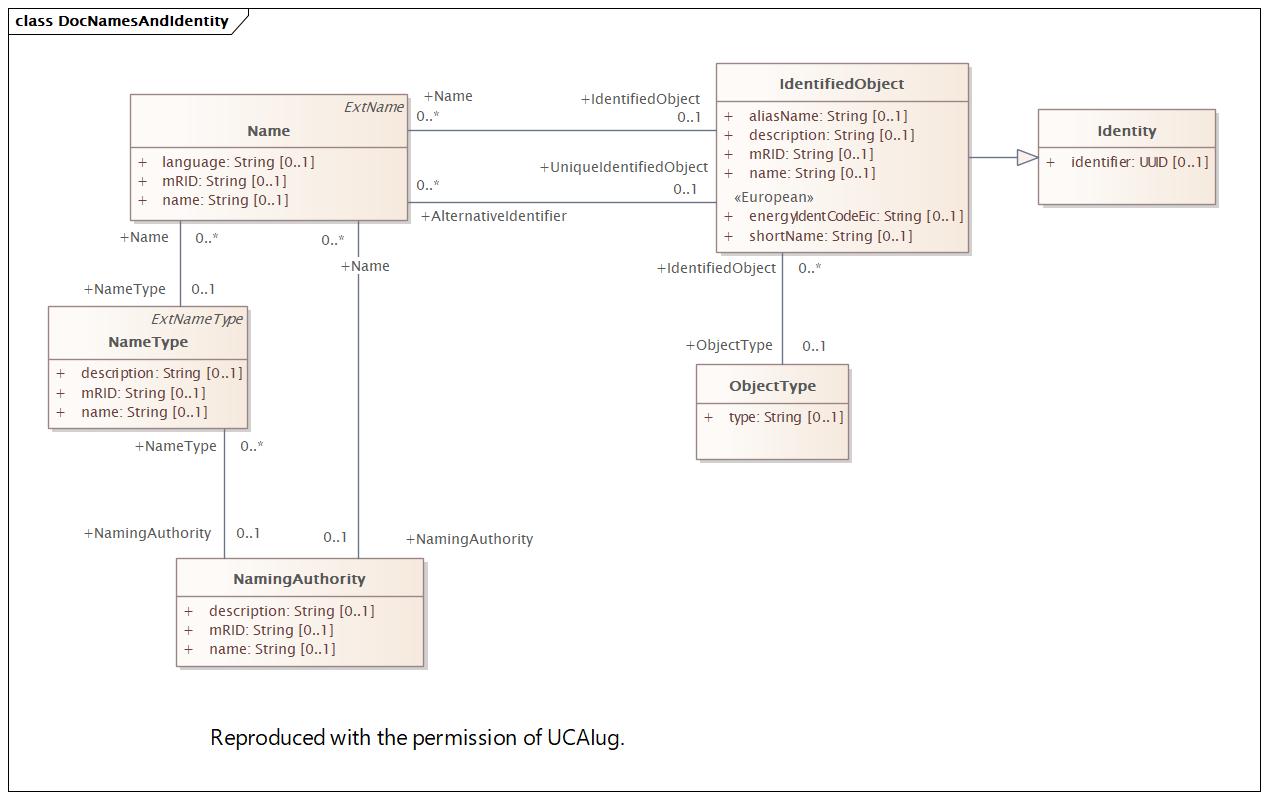 class DocNamesAndIdentity
ExtName
Name
+ language: String [0..1]
+ mRID: String [0..1]
+ name: String [0..1]
+Name
0..*
+IdentifiedObject
0..1
+UniqueIdentifiedObject
0..*
0..1
+AlternativeIdentifier
IdentifiedObject
+ aliasName: String [0..1]
+ description: String [0..1]
+ mRID: String [0..1]
+ name: String [0..1]
«European»
+ energyIdentCodeEic: String [0..1]
+ shortName: String [0..1]
Identity
+ identifier: UUID [0..1]
+Name
0..*
0..*
+Name
+NameType
0..1
+IdentifiedObject
0..*
ExtNameType
NameType
+ description: String [0..1]
+ mRID: String [0..1]
+ name: String [0..1]
+ObjectType
0..1
ObjectType
+ type: String [0..1]
+NameType
0..*
+NamingAuthority
0..1
0..1
+NamingAuthority
NamingAuthority
+ description: String [0..1]
+ mRID: String [0..1]
+ name: String [0..1]
Reproduced with the permission of UCAIug.